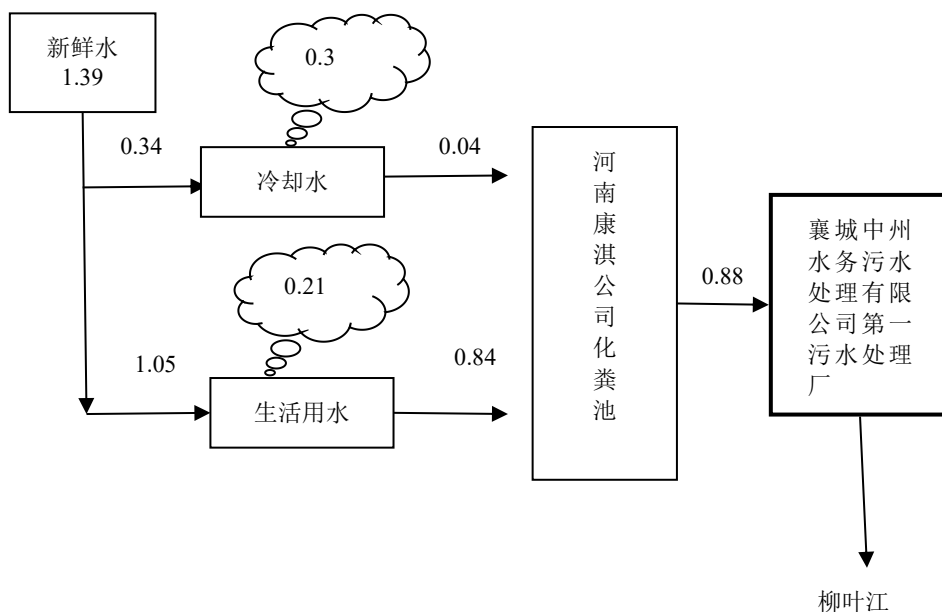 新鲜水
1.39
0.3
0.34
冷却水
0.04
0.21
1.05
生活用水
0.84
河
南
康
淇
公
司
化
粪
池
0.88
襄城中州
水务污水
处理有限
公司第一
污水处理
厂
柳叶江